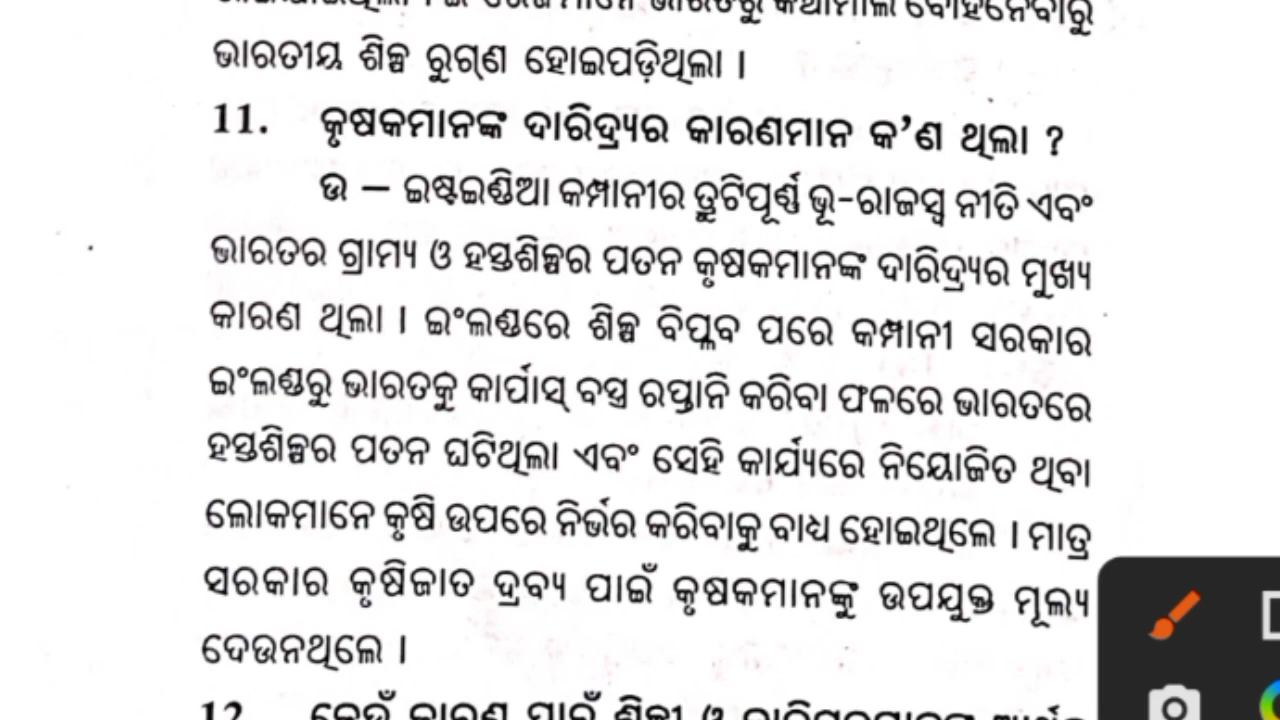 ଭାରତୀୟ ଶିଳ୍ପ ରୁଗ୍‌ଣ ହୋଇପଡ଼ିଥିଲା ।
11. କୃଷକମାନଙ୍କ ଦାରିଦ୍ର୍ୟର କାରଣମାନ କ'ଣ ଥିଲା ?
ଉ – ଇଷ୍ଟଇଣ୍ଡିଆ କମ୍ପାନୀର ତ୍ରୁଟିପୂର୍ଣ୍ଣ ଭୂ-ରାଜସ୍ୱ ନୀତି ଏବଂ
ଭାରତର ଗ୍ରାମ୍ୟ ଓ ହସ୍ତଶିଳ୍ପର ପତନ କୃଷକମାନଙ୍କ ଦାରିଦ୍ର୍ୟର ମୁଖ୍ୟ
କାରଣ ଥିଲା । ଇଂଲଣ୍ଡରେ ଶିଳ୍ପ ବିପ୍ଳବ ପରେ କମ୍ପାନୀ ସରକାର
ଇଂଲଣ୍ଡରୁ ଭାରତକୁ କାର୍ପାସ୍ ବସ୍ତ୍ର ରପ୍ତାନି କରିବା ଫଳରେ ଭାରତରେ
ହସ୍ତଶିଳ୍ପର ପତନ ଘଟିଥିଲା ଏବଂ ସେହି କାର୍ଯ୍ୟରେ ନିୟୋଜିତ ଥିବା
ଲୋକମାନେ କୃଷି ଉପରେ ନିର୍ଭର କରିବାକୁ ବାଧ୍ୟ ହୋଇଥିଲେ । ମାତ୍ର
ସରକାର କୃଷିଜାତ ଦ୍ରବ୍ୟ ପାଇଁ କୃଷକମାନଙ୍କୁ ଉପଯୁକ୍ତ ମୂଲ୍ୟ
ଦେଉନଥିଲେ ।
12. କେଉଁ କାରଣ ପାଇଁ ଶିଳ୍ପୀ ଓ